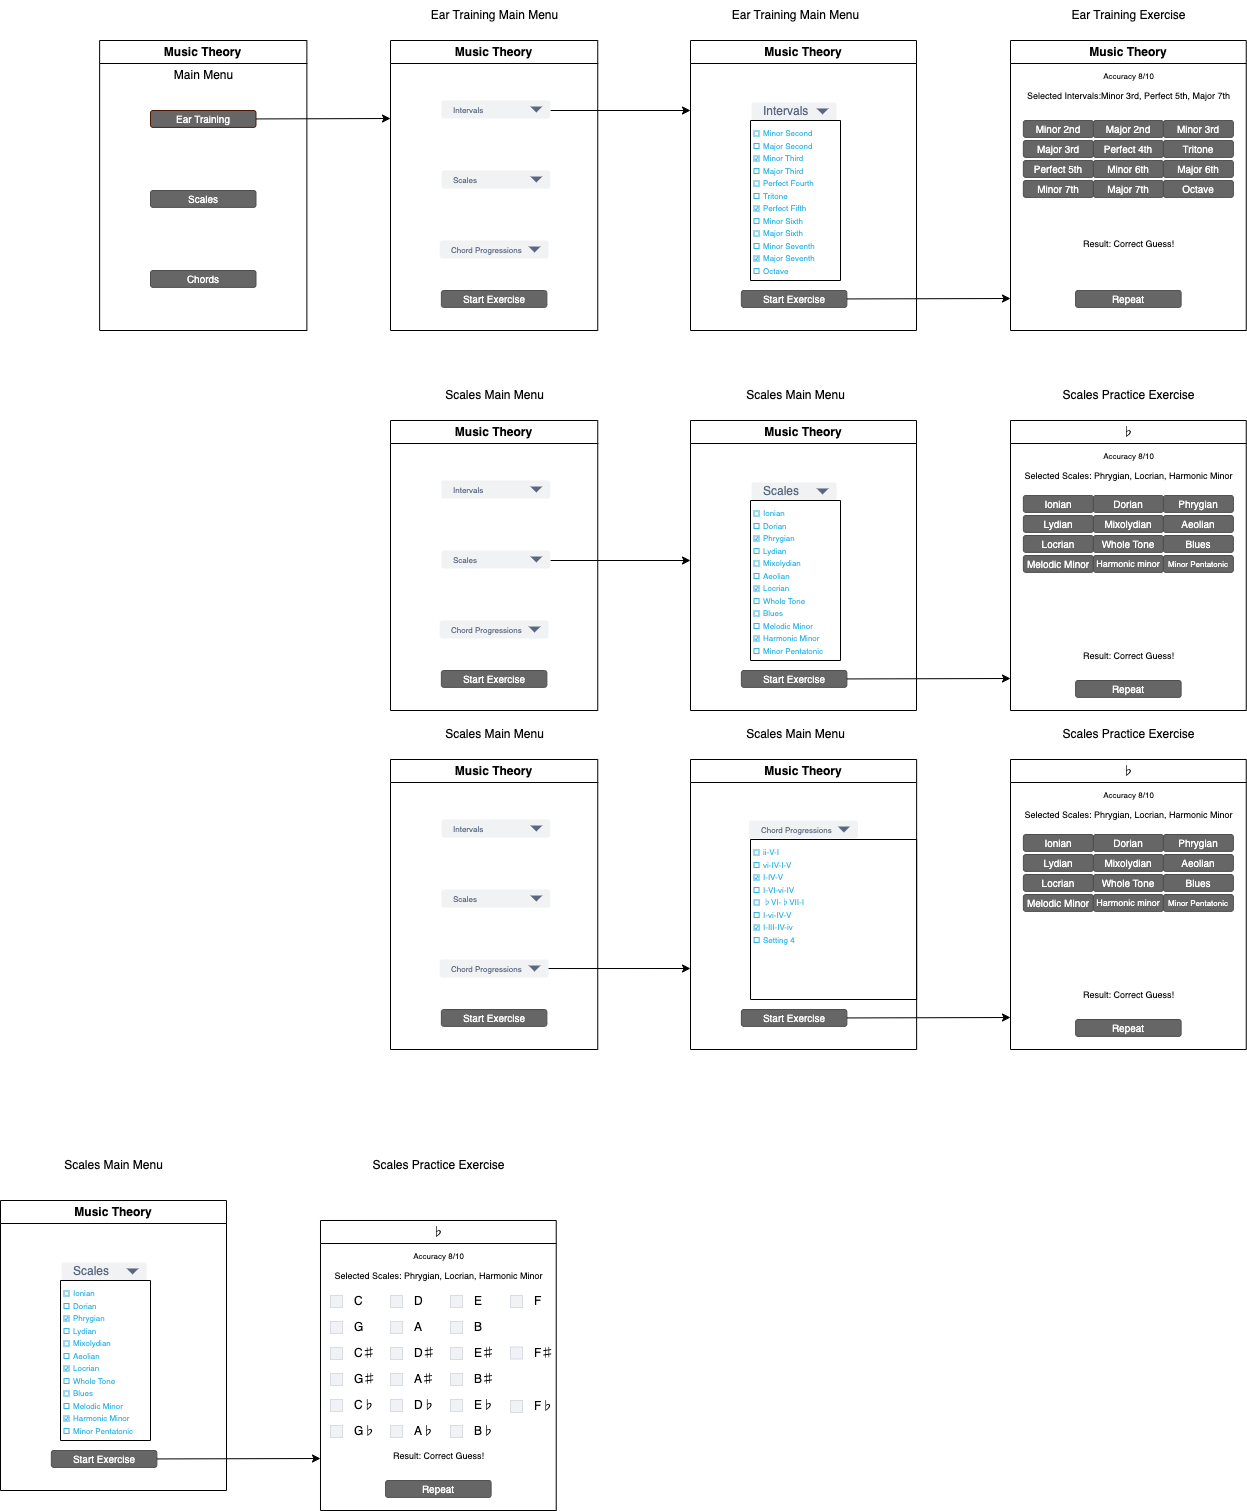 Ear Training Main Menu
Ear Training Main Menu
Ear Training Exercise
Music Theory
Main Menu
Ear Training
Scales
Chords
Music Theory
Intervals
Scales
Chord Progressions
Start Exercise
Music Theory
Intervals
Minor Second
Major Second
Minor Third
Major Third
Perfect Fourth
Tritone
Perfect Fifth
Minor Sixth
Major Sixth
Minor Seventh
Major Seventh
Octave
Start Exercise
Music Theory
Accuracy 8/10
Selected Intervals:Minor 3rd, Perfect 5th, Major 7th
Minor 2nd Major 2nd Minor 3rd
Major 3rd Perfect 4th Tritone
Perfect 5th Minor 6th Major 6th
Minor 7th Major 7th Octave
Result: Correct Guess!
Repeat
Scales Main Menu
Scales Main Menu
Scales Practice Exercise
Music Theory
Intervals
Scales
Chord Progressions
Start Exercise
Music Theory
Scales
Ionian
Dorian
Phrygian
Lydian
Mixolydian
Aeolian
Locrian
Whole Tone
Blues
Melodic Minor
Harmonic Minor
Minor Pentatonic
Start Exercise
♭
Accuracy 8/10
Selected Scales: Phrygian, Locrian, Harmonic Minor
Ionian Dorian Phrygian
Lydian Mixolydian Aeolian
Locrian Whole Tone Blues
Melodic Minor Harmonic minor Minor Pentatonic
Result: Correct Guess!
Repeat
Scales Main Menu
Scales Main Menu
Scales Practice Exercise
Music Theory
Intervals
Scales
Chord Progressions
Start Exercise
Music Theory
Chord Progressions
ii-V-I
vi-IV-I-V
I-IV-V
I-VI-vi-IV
♭VI-♭VII-I
I-vi-IV-V
I-III-IV-iv
Setting 4
Start Exercise
♭
Accuracy 8/10
Selected Scales: Phrygian, Locrian, Harmonic Minor
Ionian Dorian Phrygian
Lydian Mixolydian Aeolian
Locrian Whole Tone Blues
Melodic Minor Harmonic minor Minor Pentatonic
Result: Correct Guess!
Repeat
Scales Main Menu
Scales Practice Exercise
Music Theory
Scales
Ionian
Dorian
Phrygian
Lydian
Mixolydian
Aeolian
Locrian
Whole Tone
Blues
Melodic Minor
Harmonic Minor
Minor Pentatonic
Start Exercise
♭
Accuracy 8/10
Selected Scales: Phrygian, Locrian, Harmonic Minor
C D E F
G A B
C♯ D♯ E♯ F♯
G♯ A♯ B♯
C♭ D♭ E♭ F♭
G♭ A♭ B♭
Result: Correct Guess!
Repeat